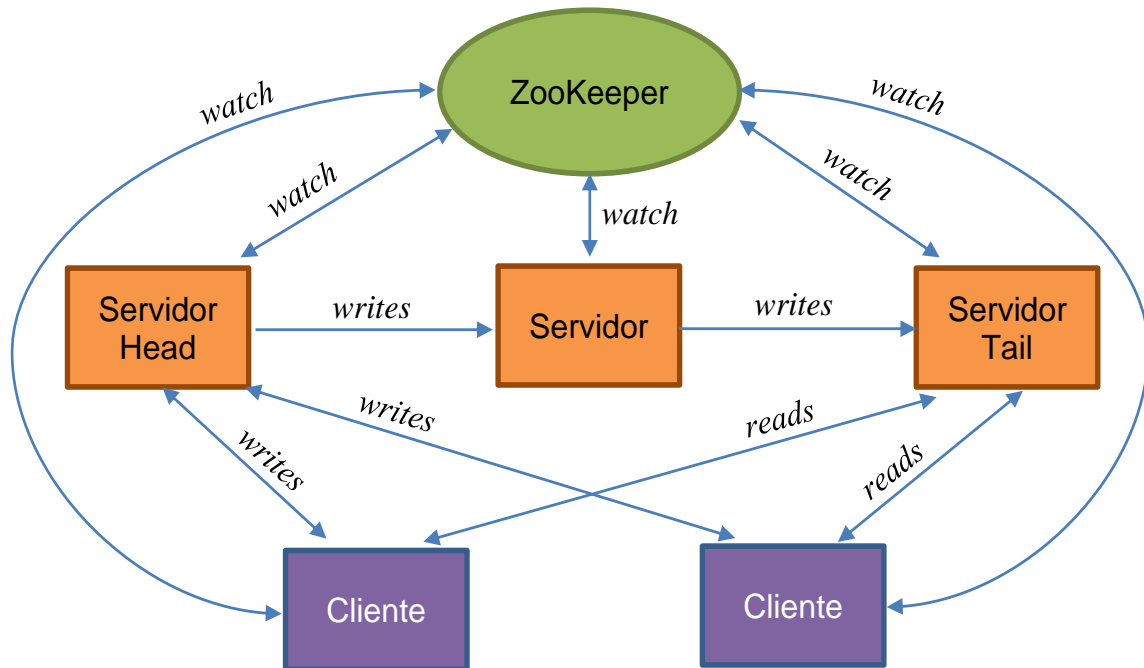 ZooKeeper
watch
watch
watch
watch
watch
Servidor
Head
writes
Servidor
writes
Servidor
Tail
writes
reads
writes
reads
Cliente
Cliente